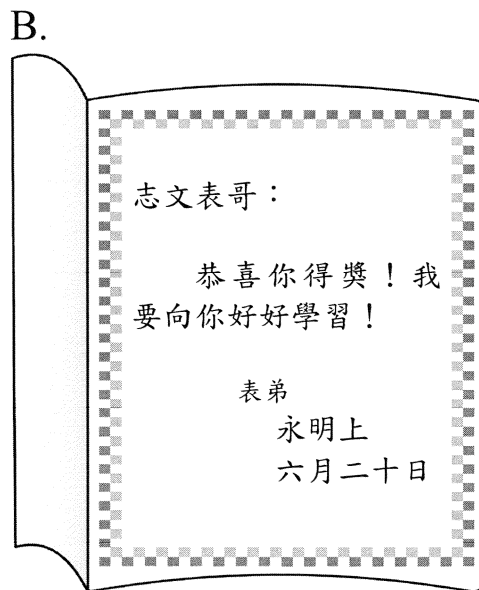 B.
志文表哥：
恭喜你得獎！我
要向你好好學習！
表弟
永明上
六月二十日